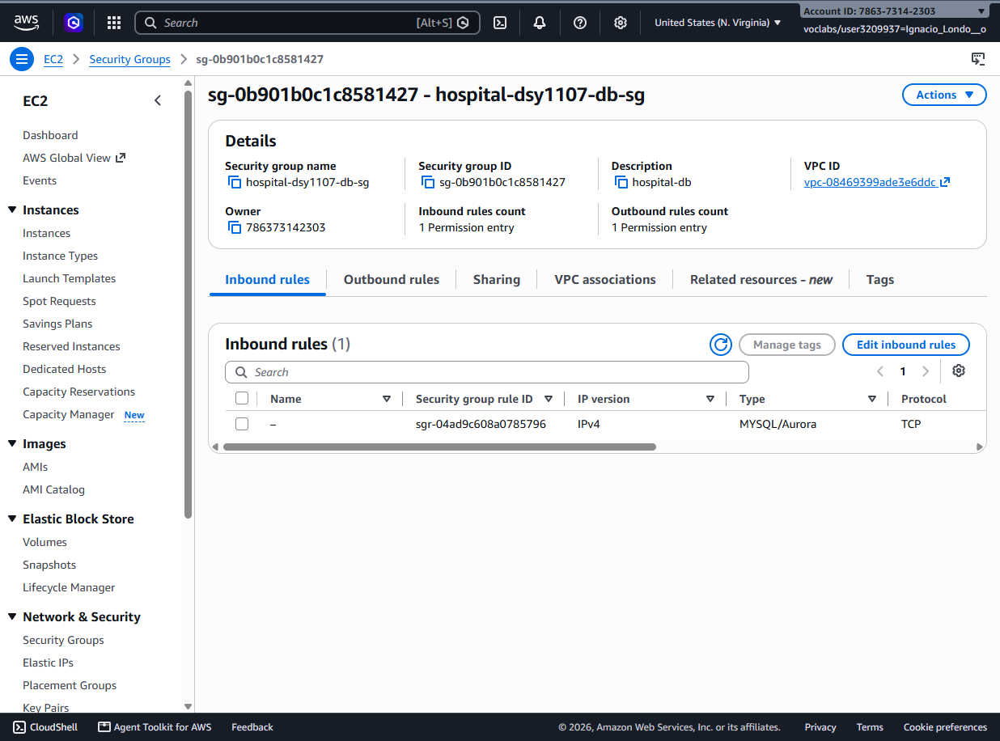 aws
Search
[Alt+S]
United States (N. Virginia)
Account ID: 7863-7314-2303
voclabs/user3209937=Ignacio_Londo__o
EC2
Security Groups
sg-0b901b0c1c8581427
EC2
Dashboard
AWS Global View
Events
Instances
Instances
Instance Types
Launch Templates
Spot Requests
Savings Plans
Reserved Instances
Dedicated Hosts
Capacity Reservations
Capacity Manager New
Images
AMIs
AMI Catalog
Elastic Block Store
Volumes
Snapshots
Lifecycle Manager
Network & Security
Security Groups
Elastic IPs
Placement Groups
Key Pairs
sg-0b901b0c1c8581427 - hospital-dsy1107-db-sg
Actions
Details
Security group name
hospital-dsy1107-db-sg
Security group ID
sg-0b901b0c1c8581427
Description
hospital-db
VPC ID
vpc-08469399ade3e6ddc
Owner
786373142303
Inbound rules count
1 Permission entry
Outbound rules count
1 Permission entry
Inbound rules
Outbound rules
Sharing
VPC associations
Related resources - new
Tags
Inbound rules (1)
Manage tags
Edit inbound rules
Search
1
Name Security group rule ID IP version Type Protocol
– sgr-04ad9c608a0785796 IPv4 MYSQL/Aurora TCP
CloudShell
Agent Toolkit for AWS
Feedback
© 2026, Amazon Web Services, Inc. or its affiliates.
Privacy
Terms
Cookie preferences